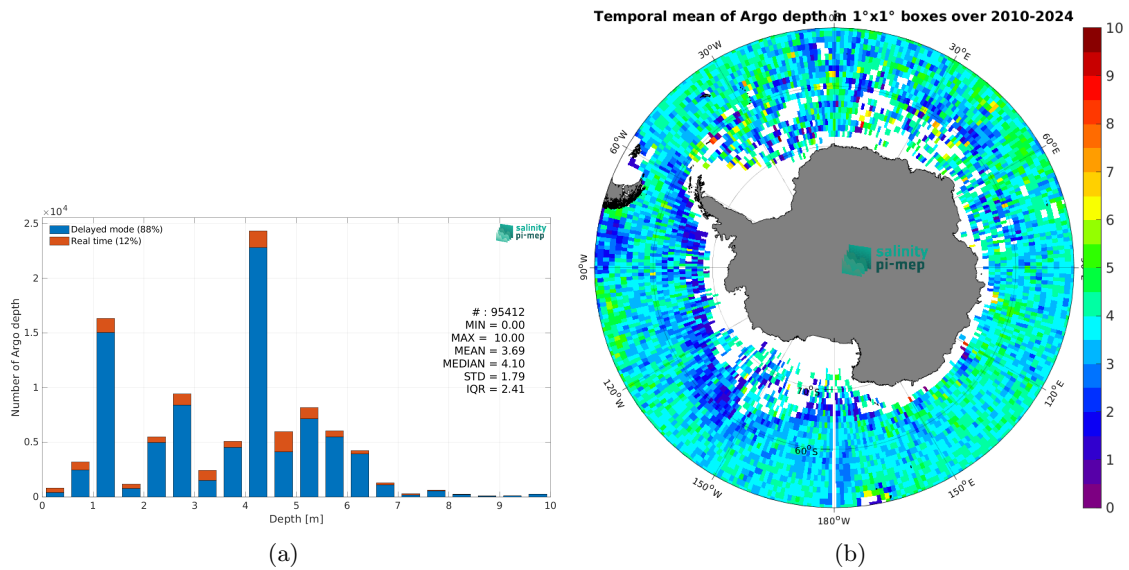 Temporal mean of Argo depth in 1°x1° boxes over 2010-2024
×10⁴
2.5
2
1.5
1
0.5
0
Number of Argo depth
Delayed mode (88%)
Real time (12%)
salinity
pi-mep
# : 95412
MIN = 0.00
MAX = 10.00
MEAN = 3.69
MEDIAN = 4.10
STD = 1.79
IQR = 2.41
0 1 2 3 4 5 6 7 8 9 10
Depth [m]
(a)
30°W
30°E
60°W
60°E
90°W
120°W
120°E
150°W
150°E
180°W
60°S
salinity
pi-mep
10
9
8
7
6
5
4
3
2
1
0
(b)